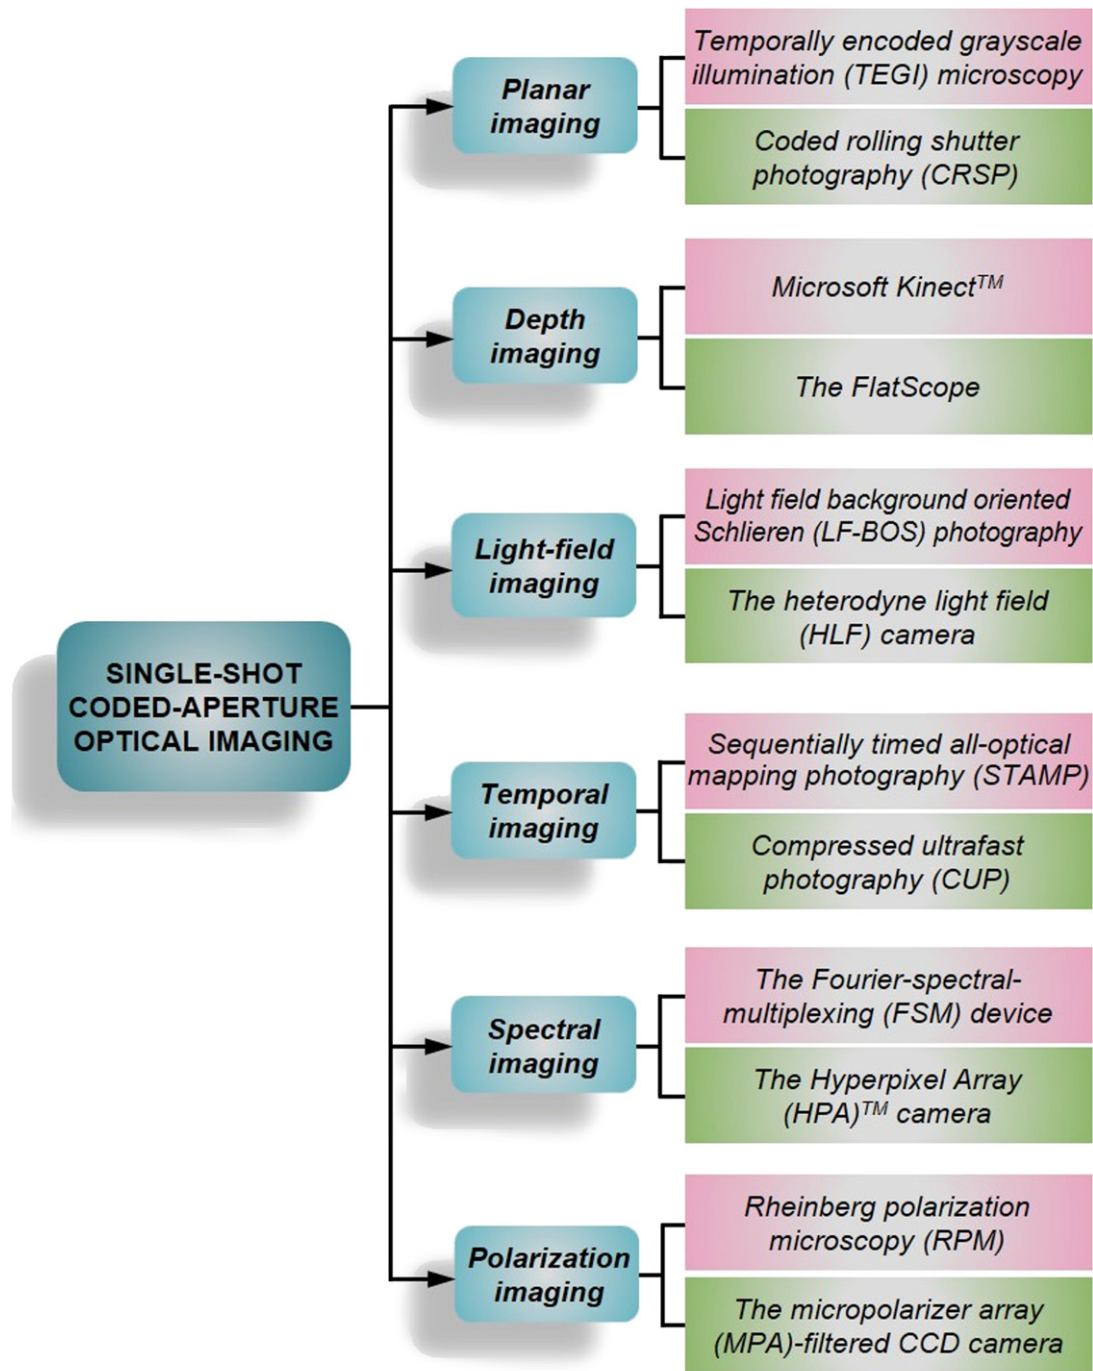 Planar
imaging
Temporally encoded grayscale
illumination (TEGI) microscopy
Coded rolling shutter
photography (CRSP)
Depth
imaging
Microsoft Kinect™
The FlatScope
Light-field
imaging
Light field background oriented
Schlieren (LF-BOS) photography
The heterodyne light field
(HLF) camera
SINGLE-SHOT
CODED-APERTURE
OPTICAL IMAGING
Temporal
imaging
Sequentially timed all-optical
mapping photography (STAMP)
Compressed ultrafast
photography (CUP)
Spectral
imaging
The Fourier-spectral-
multiplexing (FSM) device
The Hyperpixel Array
(HPA)™ camera
Polarization
imaging
Rheinberg polarization
microscopy (RPM)
The micropolarizer array
(MPA)-filtered CCD camera